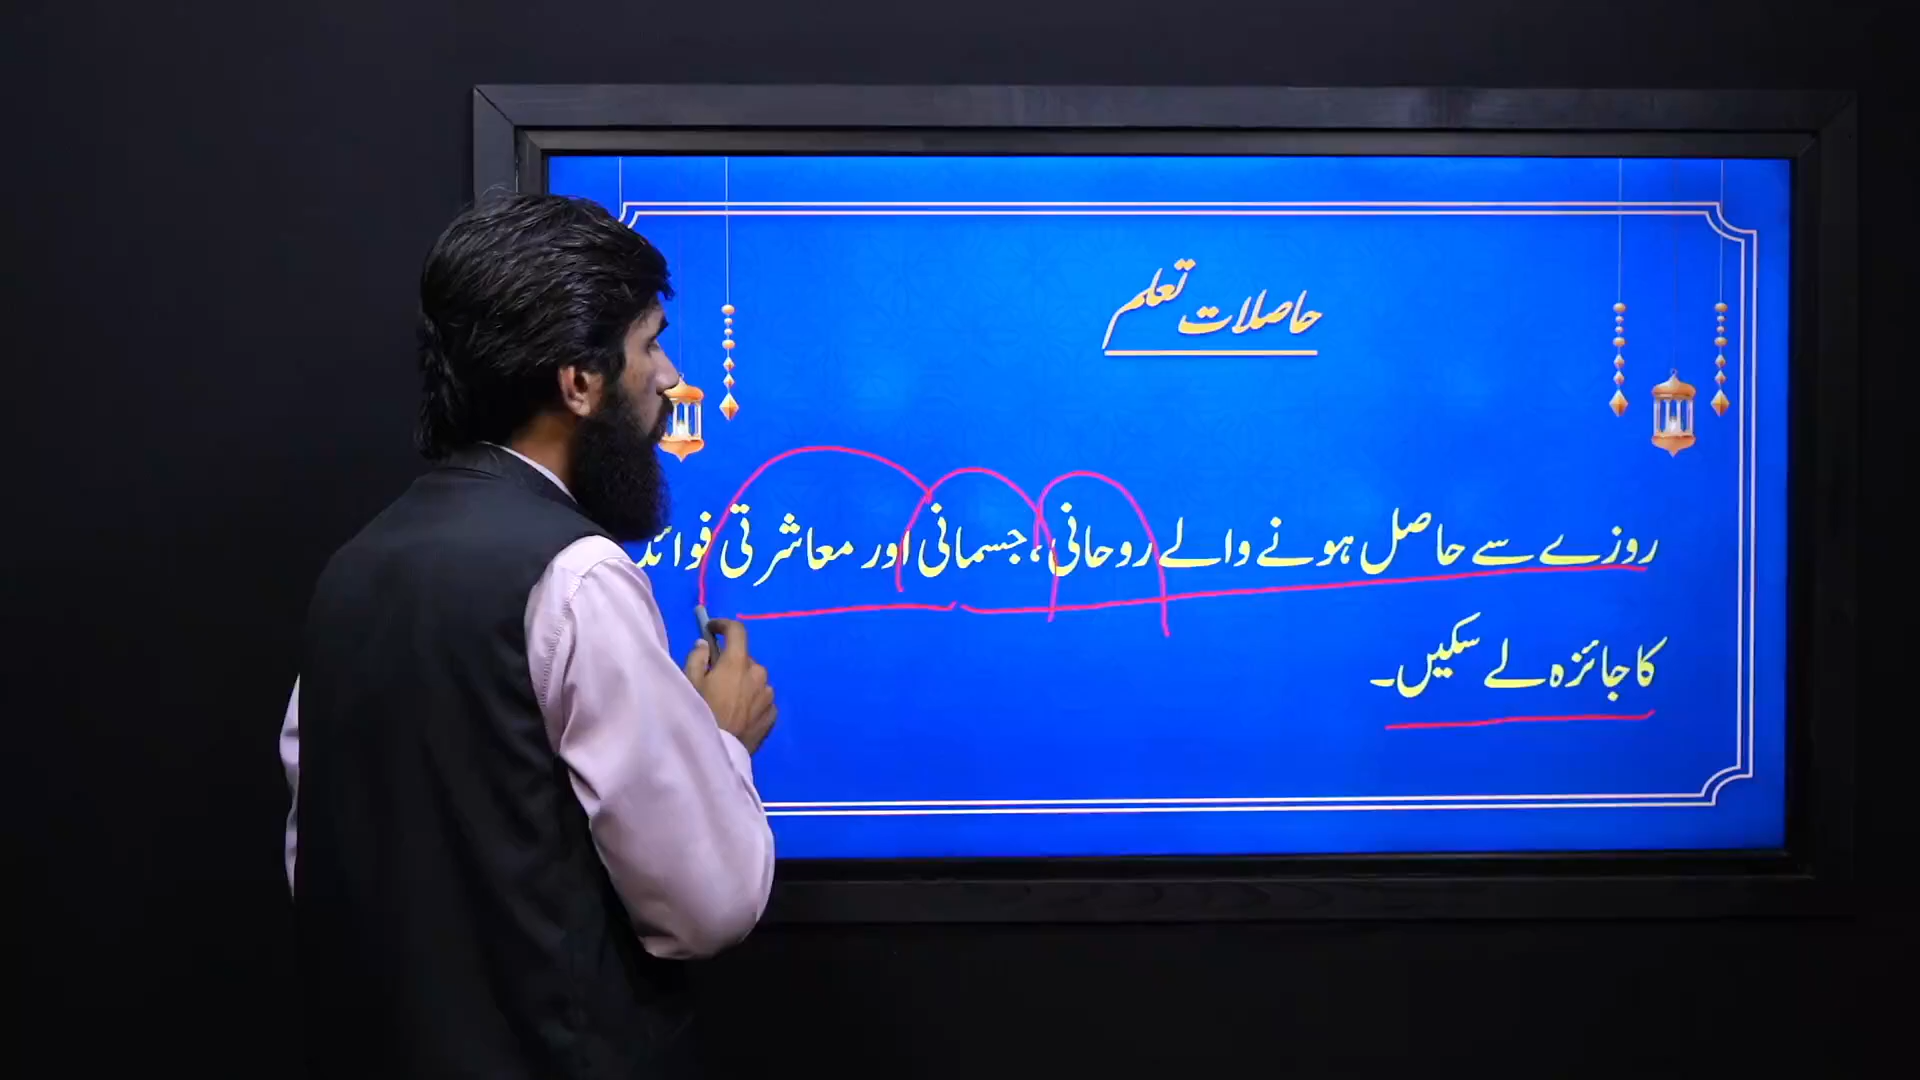 حاصلات تعلم
روزے سے حاصل ہونے والے روحانی، جسمانی اور معاشرتی فوائد
کا جائزہ لے سکیں۔